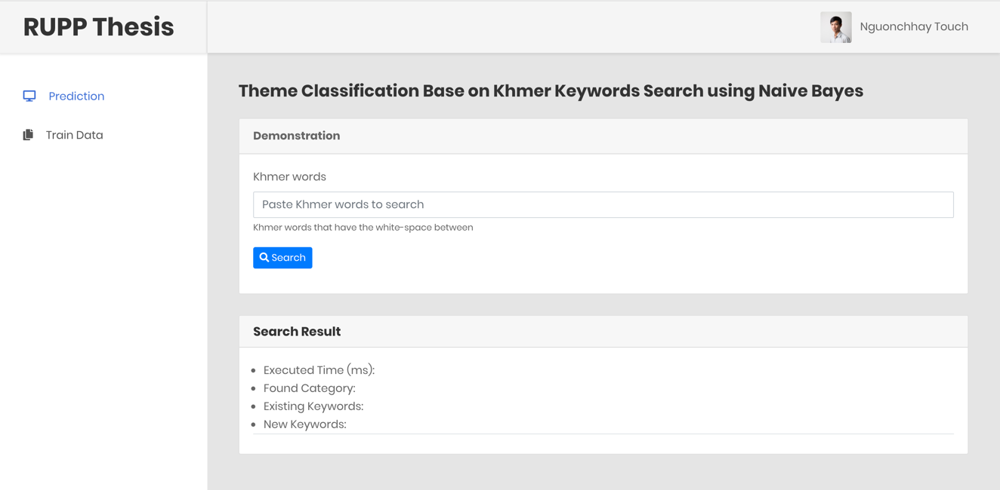 RUPP Thesis
Nguonchhay Touch
Prediction
Train Data
Theme Classification Base on Khmer Keywords Search using Naive Bayes
Demonstration
Khmer words
Paste Khmer words to search
Khmer words that have the white-space between
Search
Search Result
Executed Time (ms):
Found Category:
Existing Keywords:
New Keywords: